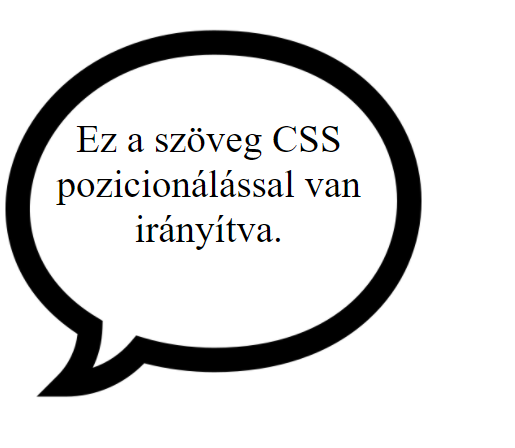 Ez a szöveg CSS
pozicionálással van
irányítva.